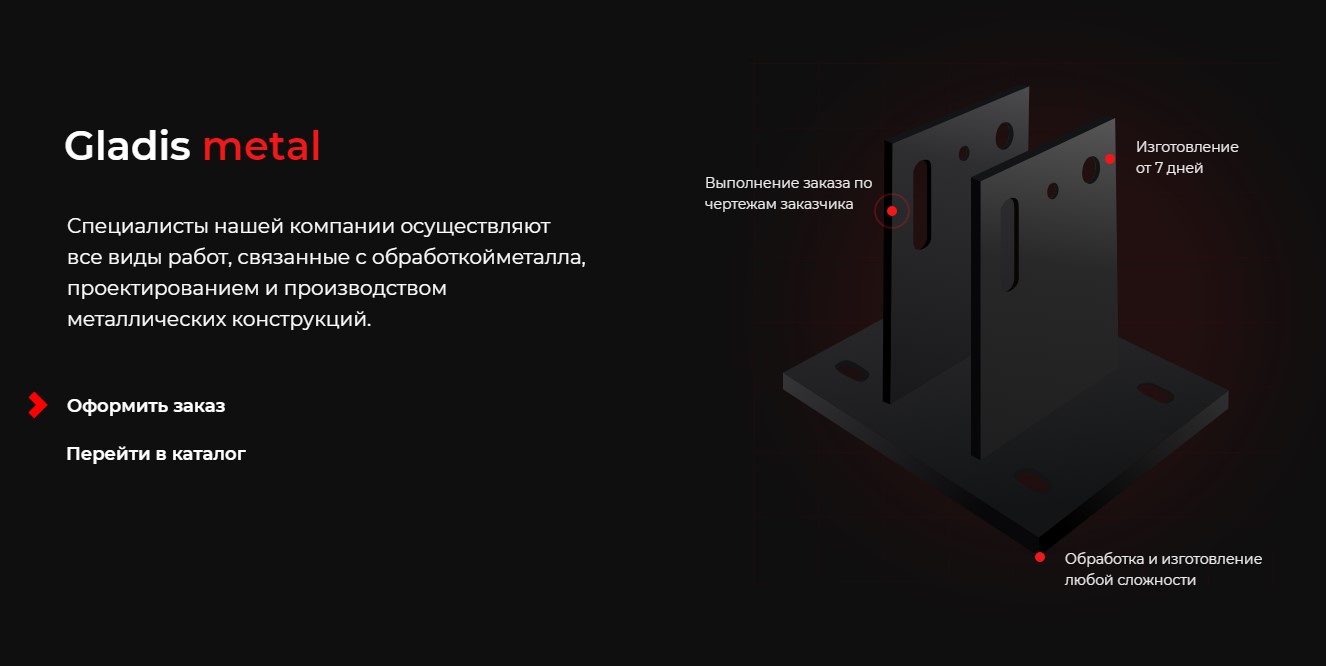 Gladis metal
Специалисты нашей компании осуществляют
все виды работ, связанные с обработкойметалла,
проектированием и производством
металлических конструкций.
Оформить заказ
Перейти в каталог
Выполнение заказа по
чертежам заказчика
Изготовление
от 7 дней
Обработка и изготовление
любой сложности